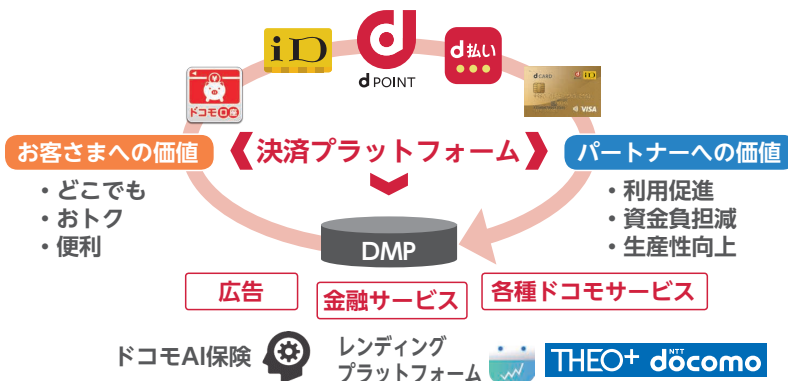 iD
d
d POINT
d払い
ドコモ口座
d CARD
iD
VISA
お客さまへの価値
決済プラットフォーム
パートナーへの価値
・どこでも
・おトク
・便利
・利用促進
・資金負担減
・生産性向上
DMP
広告
金融サービス
各種ドコモサービス
ドコモAI保険
レンディング
プラットフォーム
THEO+ NTT döcomo